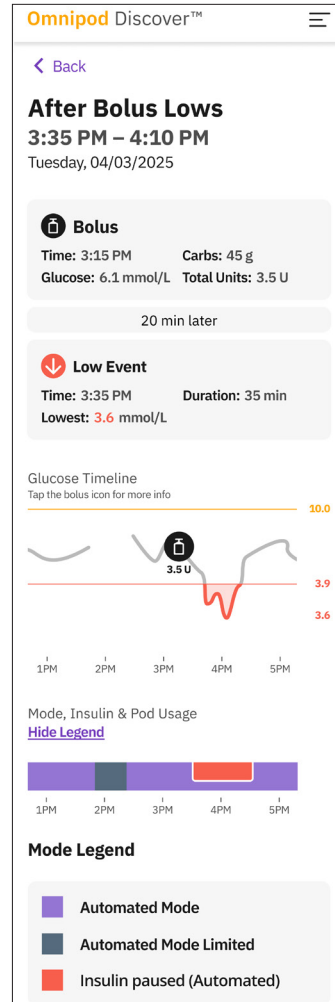 Omnipod Discover™
Back
After Bolus Lows
3:35 PM – 4:10 PM
Tuesday, 04/03/2025
Bolus
Time: 3:15 PM Carbs: 45 g
Glucose: 6.1 mmol/L Total Units: 3.5 U
20 min later
Low Event
Time: 3:35 PM Duration: 35 min
Lowest: 3.6 mmol/L
Glucose Timeline
Tap the bolus icon for more info
10.0
3.5 U
3.9
3.6
1PM 2PM 3PM 4PM 5PM
Mode, Insulin & Pod Usage
Hide Legend
1PM 2PM 3PM 4PM 5PM
Mode Legend
Automated Mode
Automated Mode Limited
Insulin paused (Automated)